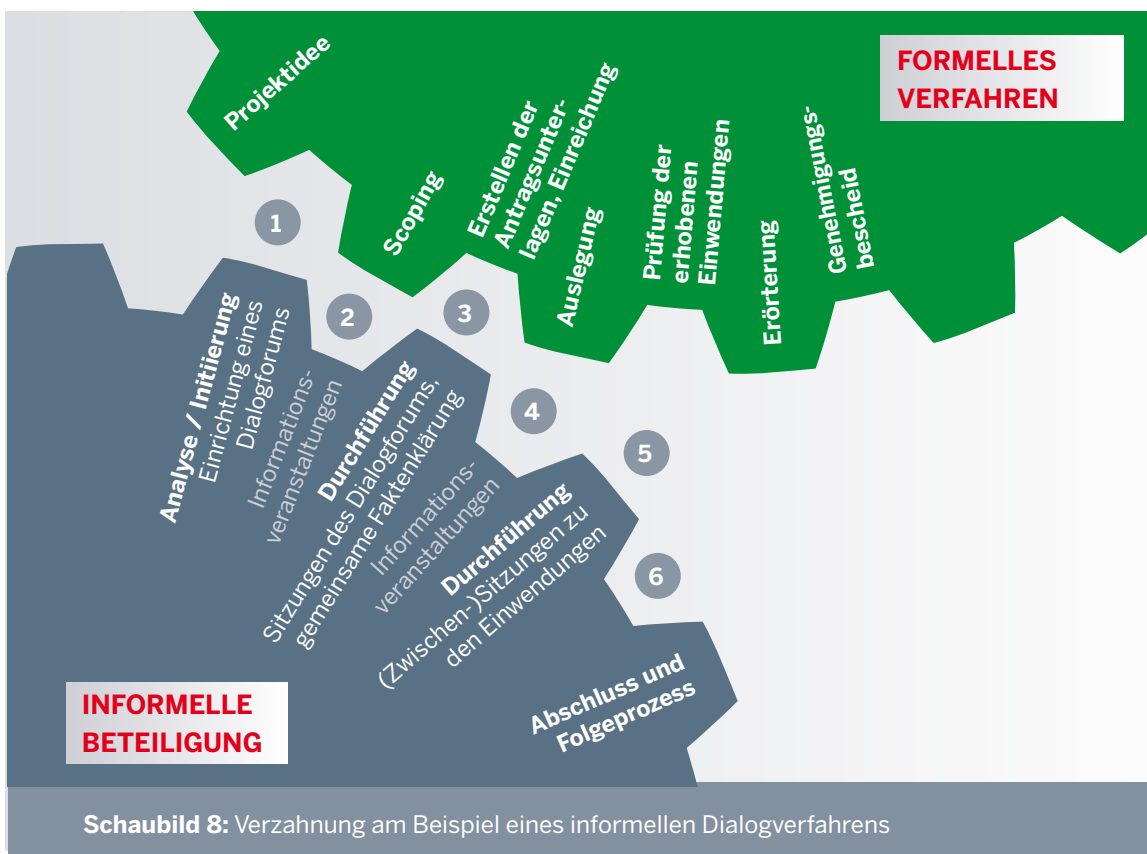 FORMELLES
VERFAHREN
Projektidee
Scoping
Erstellen der
Antragsunter-
lagen, Einreichung
Auslegung
Prüfung der
erhobenen
Einwendungen
Erörterung
Genehmigungs-
bescheid
1
2
3
4
5
6
Analyse / Initiierung
Einrichtung eines
Dialogforums
Informations-
veranstaltungen
Durchführung
Sitzungen des Dialogforums,
gemeinsame Faktenklärung
Informations-
veranstaltungen
Durchführung
(Zwischen-)Sitzungen zu
den Einwendungen
Abschluss und
Folgeprozess
INFORMELLE
BETEILIGUNG
Schaubild 8: Verzahnung am Beispiel eines informellen Dialogverfahrens